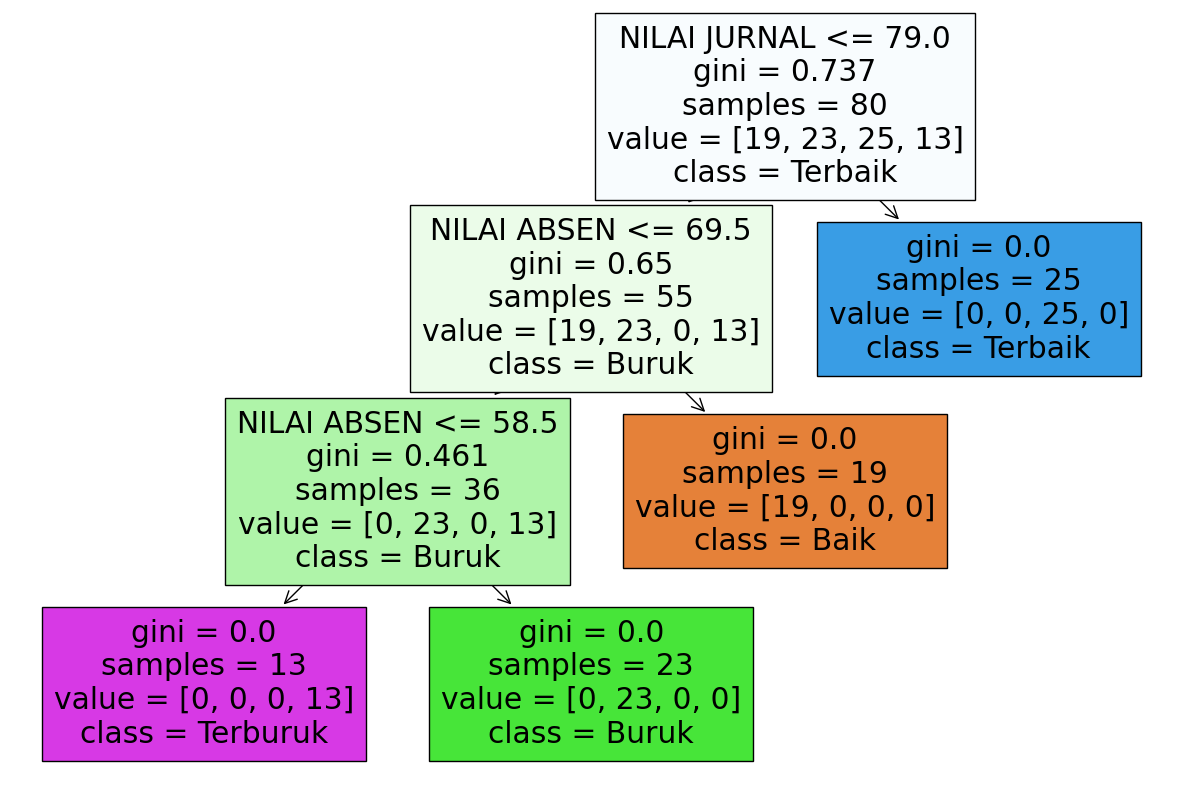 NILAI JURNAL <= 79.0
gini = 0.737
samples = 80
value = [19, 23, 25, 13]
class = Terbaik
NILAI ABSEN <= 69.5
gini = 0.65
samples = 55
value = [19, 23, 0, 13]
class = Buruk
gini = 0.0
samples = 25
value = [0, 0, 25, 0]
class = Terbaik
NILAI ABSEN <= 58.5
gini = 0.461
samples = 36
value = [0, 23, 0, 13]
class = Buruk
gini = 0.0
samples = 19
value = [19, 0, 0, 0]
class = Baik
gini = 0.0
samples = 13
value = [0, 0, 0, 13]
class = Terburuk
gini = 0.0
samples = 23
value = [0, 23, 0, 0]
class = Buruk